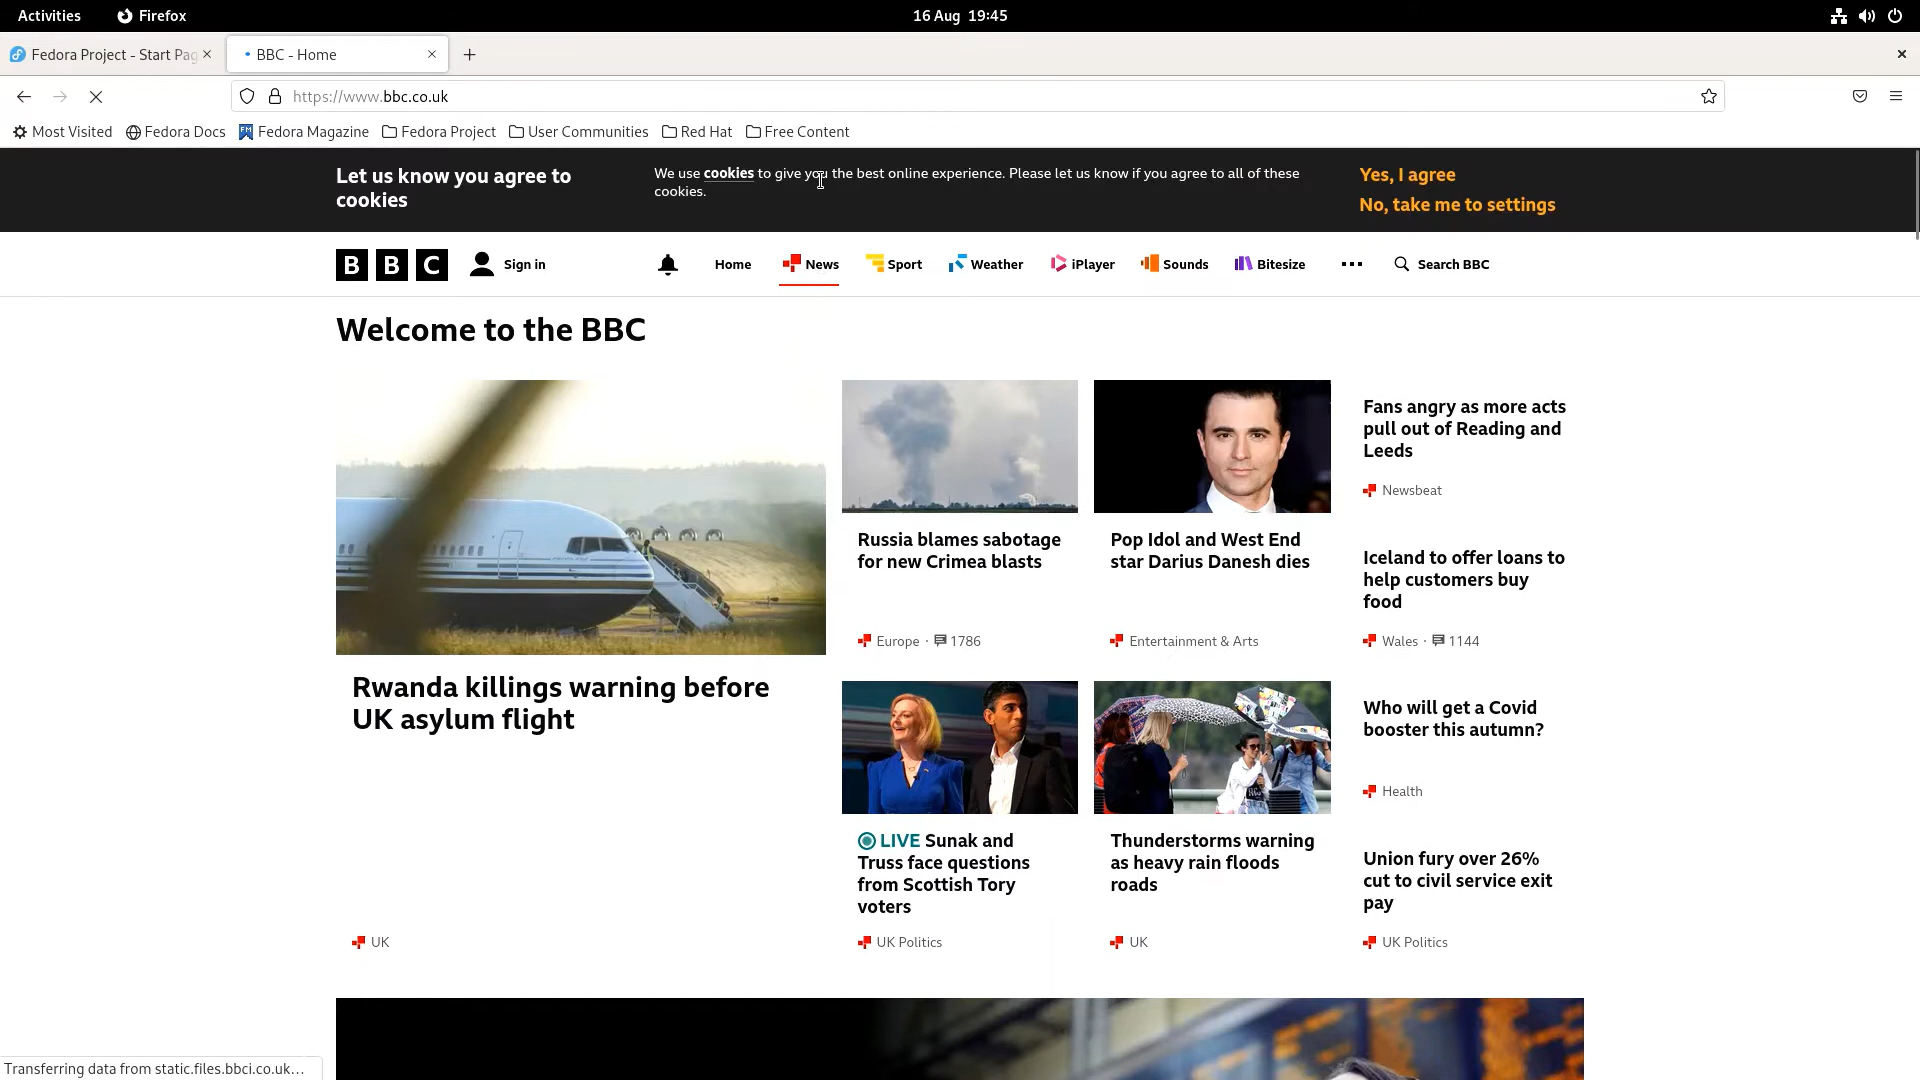 Activities
Firefox
16 Aug 19:45
Fedora Project - Start Pag
BBC - Home
https://www.bbc.co.uk
Most Visited
Fedora Docs
Fedora Magazine
Fedora Project
User Communities
Red Hat
Free Content
Let us know you agree to
cookies
We use cookies to give you the best online experience. Please let us know if you agree to all of these
cookies.
Yes, I agree
No, take me to settings
BBC
Sign in
Home
News
Sport
Weather
iPlayer
Sounds
Bitesize
Search BBC
Welcome to the BBC
Rwanda killings warning before
UK asylum flight
UK
Russia blames sabotage
for new Crimea blasts
Europe · 1786
Pop Idol and West End
star Darius Danesh dies
Entertainment & Arts
Fans angry as more acts
pull out of Reading and
Leeds
Newsbeat
Iceland to offer loans to
help customers buy
food
Wales · 1144
LIVE Sunak and
Truss face questions
from Scottish Tory
voters
UK Politics
Thunderstorms warning
as heavy rain floods
roads
UK
Who will get a Covid
booster this autumn?
Health
Union fury over 26%
cut to civil service exit
pay
UK Politics
Transferring data from static.files.bbci.co.uk…